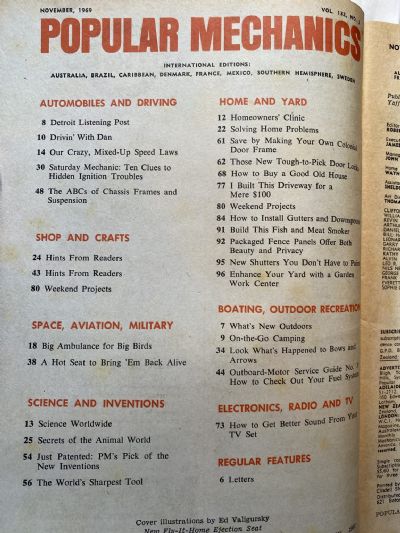 NOVEMBER, 1969
VOL. 132, NO.
POPULAR MECHANICS
INTERNATIONAL EDITIONS:
AUSTRALIA, BRAZIL, CARIBBEAN, DENMARK, FRANCE, MEXICO, SOUTHERN HEMISPHERE, SWEDEN
AUTOMOBILES AND DRIVING
8 Detroit Listening Post
10 Drivin' With Dan
14 Our Crazy, Mixed-Up Speed Laws
30 Saturday Mechanic: Ten Clues to
Hidden Ignition Troubles
48 The ABCs of Chassis Frames and
Suspension
SHOP AND CRAFTS
24 Hints From Readers
43 Hints From Readers
80 Weekend Projects
SPACE, AVIATION, MILITARY
18 Big Ambulance for Big Birds
38 A Hot Seat to Bring 'Em Back Alive
SCIENCE AND INVENTIONS
13 Science Worldwide
25 Secrets of the Animal World
54 Just Patented: PM's Pick of the
New Inventions
56 The World's Sharpest Tool
HOME AND YARD
12 Homeowners' Clinic
22 Solving Home Problems
61 Save by Making Your Own Colonial
Door Frame
62 Those New Tough-to-Pick Door Locks
68 How to Buy a Good Old House
77 I Built This Driveway for a
Mere $100
80 Weekend Projects
84 How to Install Gutters and Downspouts
91 Build This Fish and Meat Smoker
92 Packaged Fence Panels Offer Both
Beauty and Privacy
95 New Shutters You Don't Have to Paint
96 Enhance Your Yard with a Garden
Work Center
BOATING, OUTDOOR RECREATION
7 What's New Outdoors
9 On-the-Go Camping
34 Look What's Happened to Bows and
Arrows
44 Outboard-Motor Service Guide No.
How to Check Out Your Fuel System
ELECTRONICS, RADIO AND TV
73 How to Get Better Sound From Your
TV Set
REGULAR FEATURES
6 Letters
Cover illustrations by Ed Valigursky
New Fly-It-Home Ejection Seat